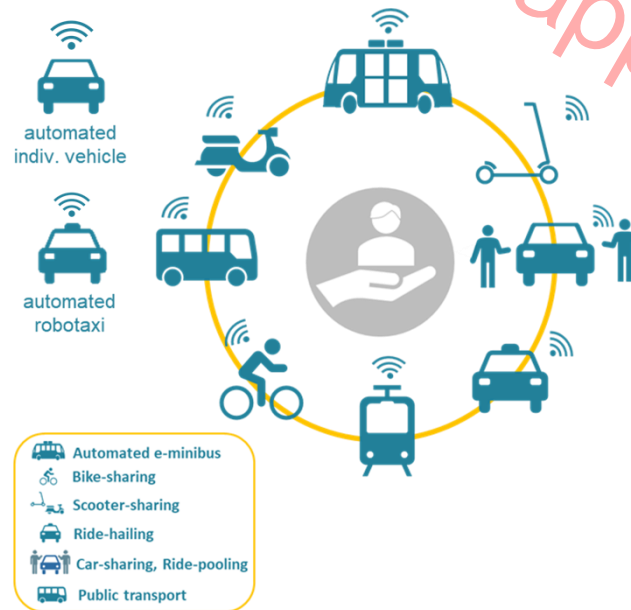 automated
indiv. vehicle
automated
robotaxi
Automated e-minibus
Bike-sharing
Scooter-sharing
Ride-hailing
Car-sharing, Ride-pooling
Public transport